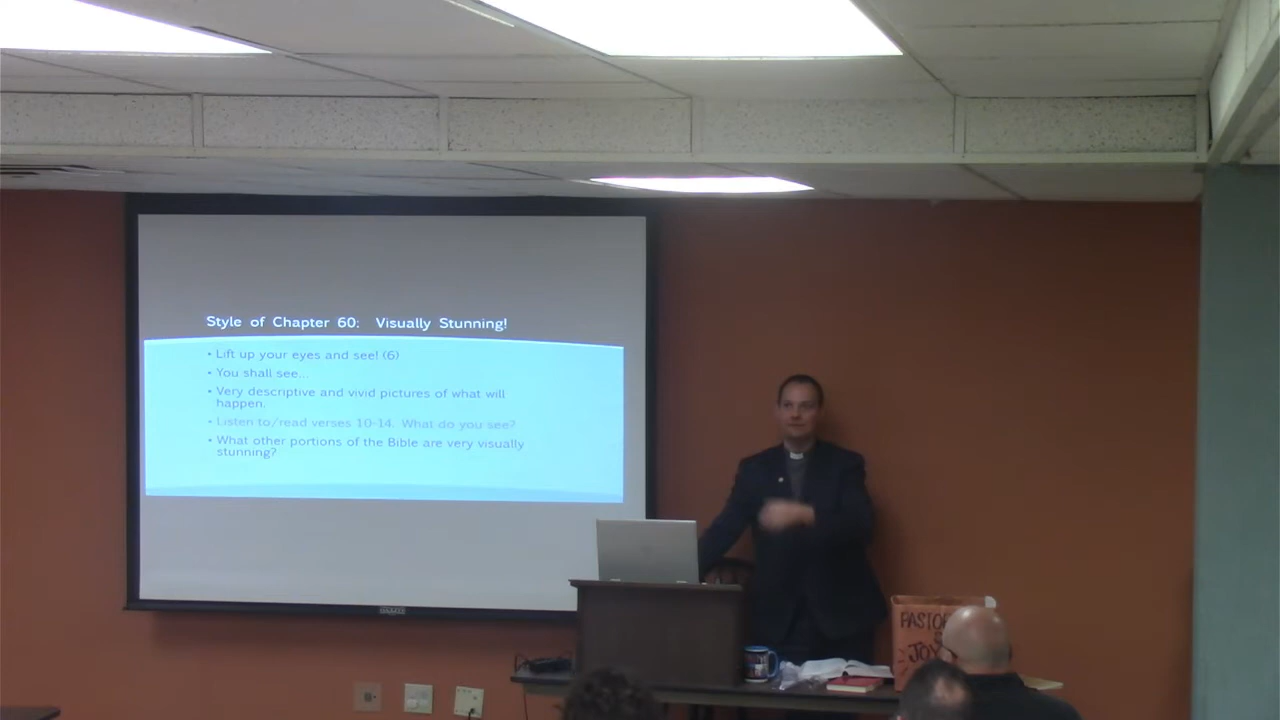 Style of Chapter 60: Visually Stunning!
• Lift up your eyes and see! (6)
• You shall see...
• Very descriptive and vivid pictures of what will
happen.
• Listen to/read verses 10-14. What do you see?
• What other portions of the Bible are very visually
stunning?
JOY